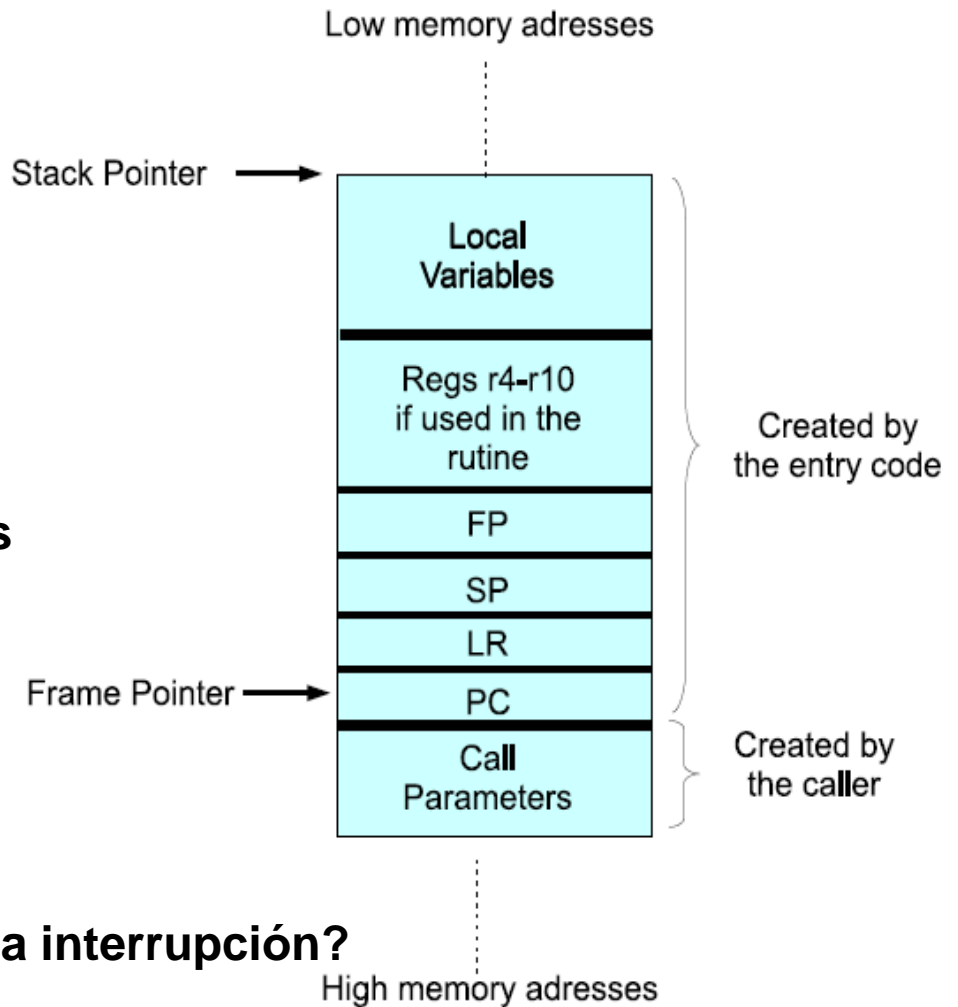 Low memory adresses
Stack Pointer
Local
Variables
Regs r4-r10
if used in the
rutine
Created by
the entry code
FP
s
SP
LR
Frame Pointer
PC
Call
Parameters
Created by
the caller
a interrupción?
High memory adresses